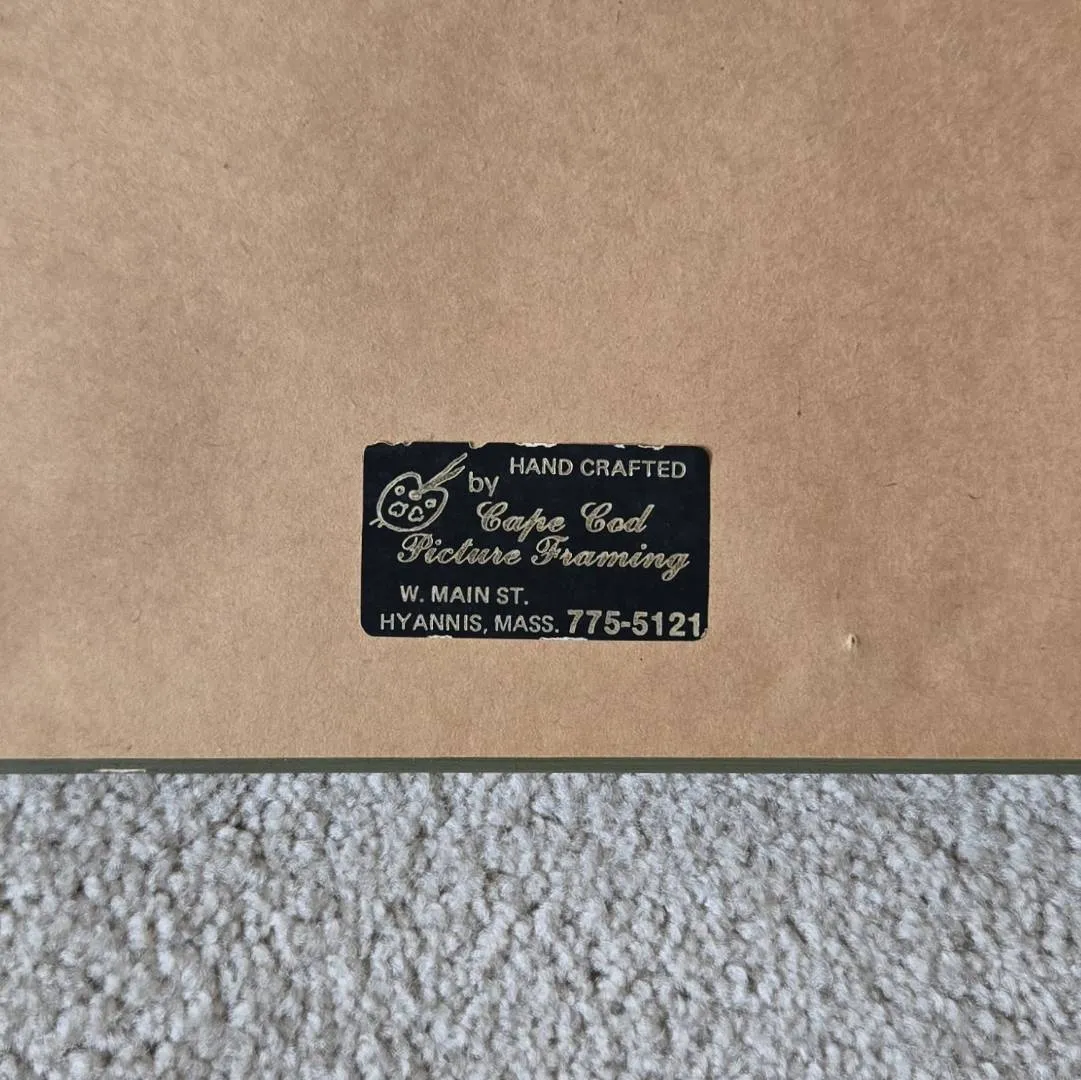 HAND CRAFTED
by
Cape Cod
Picture Framing
W. MAIN ST.
HYANNIS, MASS. 775-5121